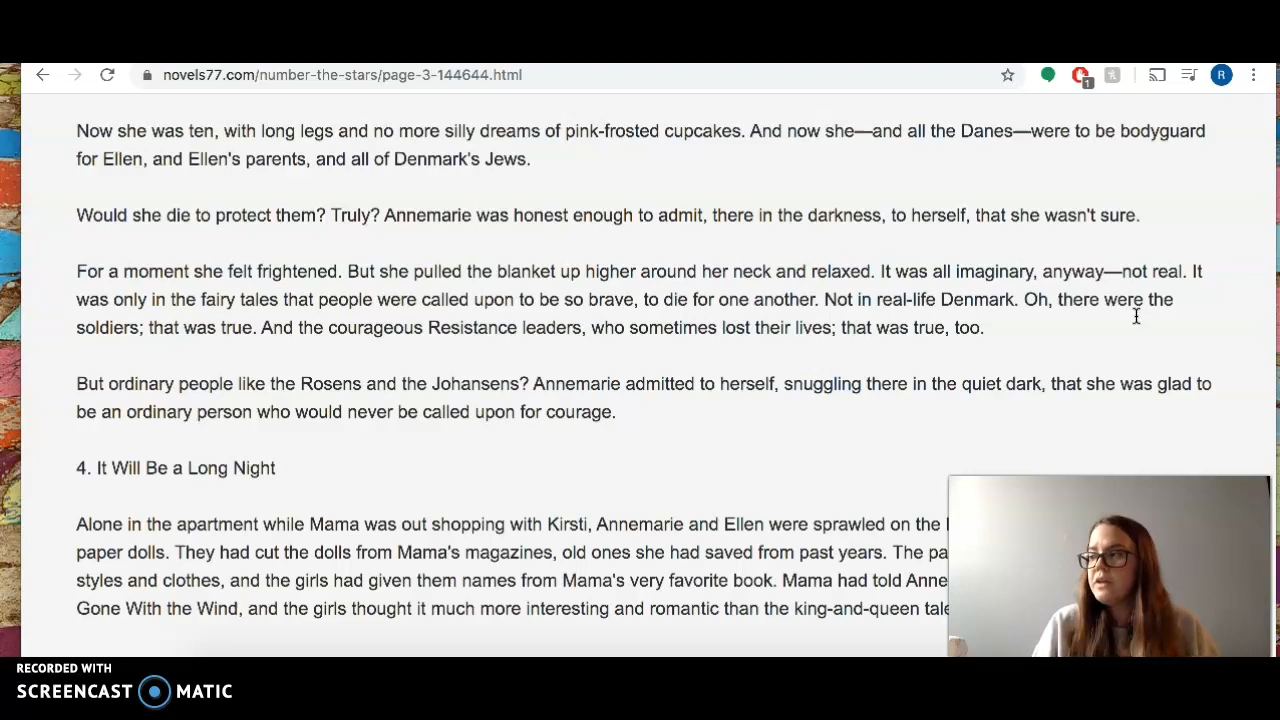 novels77.com/number-the-stars/page-3-144644.html
1
R
Now she was ten, with long legs and no more silly dreams of pink-frosted cupcakes. And now she—and all the Danes—were to be bodyguard
for Ellen, and Ellen's parents, and all of Denmark's Jews.
Would she die to protect them? Truly? Annemarie was honest enough to admit, there in the darkness, to herself, that she wasn't sure.
For a moment she felt frightened. But she pulled the blanket up higher around her neck and relaxed. It was all imaginary, anyway—not real. It
was only in the fairy tales that people were called upon to be so brave, to die for one another. Not in real-life Denmark. Oh, there were the
soldiers; that was true. And the courageous Resistance leaders, who sometimes lost their lives; that was true, too.
But ordinary people like the Rosens and the Johansens? Annemarie admitted to herself, snuggling there in the quiet dark, that she was glad to
be an ordinary person who would never be called upon for courage.
4. It Will Be a Long Night
Alone in the apartment while Mama was out shopping with Kirsti, Annemarie and Ellen were sprawled on the
paper dolls. They had cut the dolls from Mama's magazines, old ones she had saved from past years. The pa
styles and clothes, and the girls had given them names from Mama's very favorite book. Mama had told Anne
Gone With the Wind, and the girls thought it much more interesting and romantic than the king-and-queen tale
RECORDED WITH
SCREENCAST MATIC